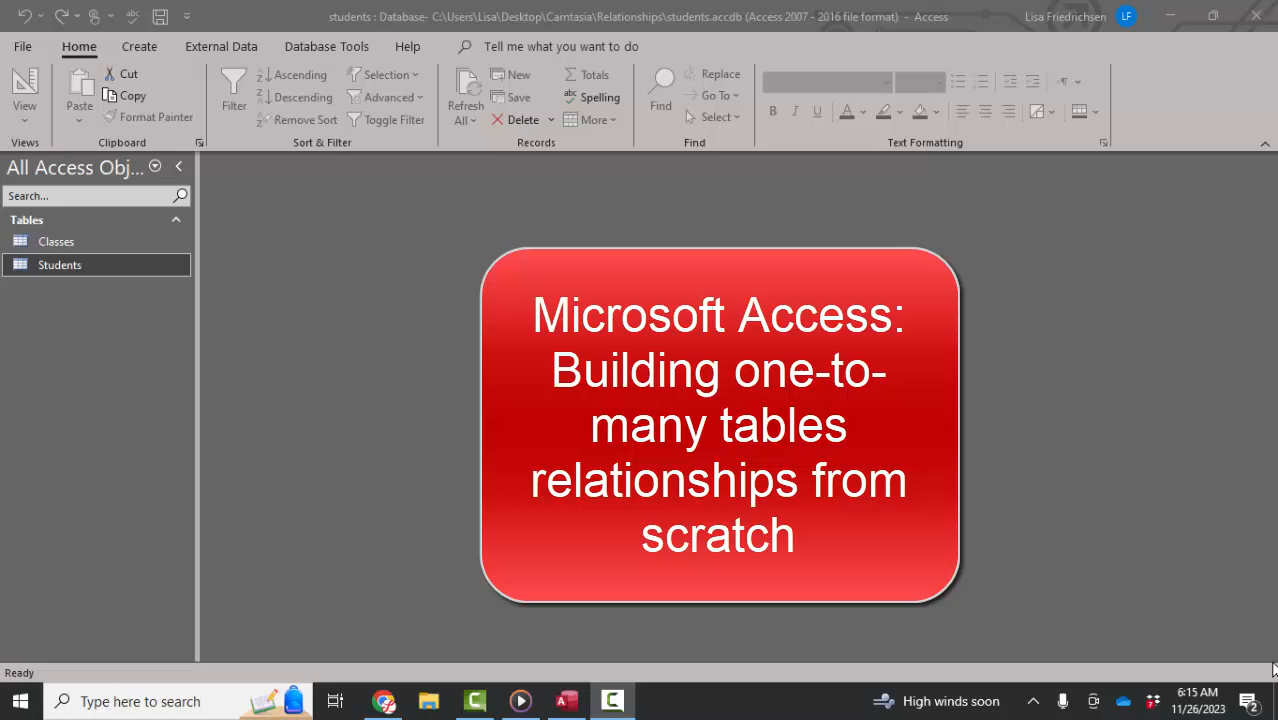 students : Database- C:\Users\Lisa\Desktop\Camtasia\Relationships\students.accdb (Access 2007 - 2016 file format) - Access
Lisa Friedrichsen LF
File Home Create External Data Database Tools Help Tell me what you want to do
View
Views
Paste
Cut
Copy
Format Painter
Clipboard
Filter
Ascending
Descending
Remove Sort
Selection
Advanced
Toggle Filter
Sort & Filter
Refresh
All
New
Save
Delete
Totals
Spelling
More
Records
Find
Replace
Go To
Select
Find
B I U A
Text Formatting
All Access Obj...
Search...
Tables
Classes
Students
Microsoft Access:
Building one-to-
many tables
relationships from
scratch
Ready
Type here to search
High winds soon
6:15 AM
11/26/2023
2